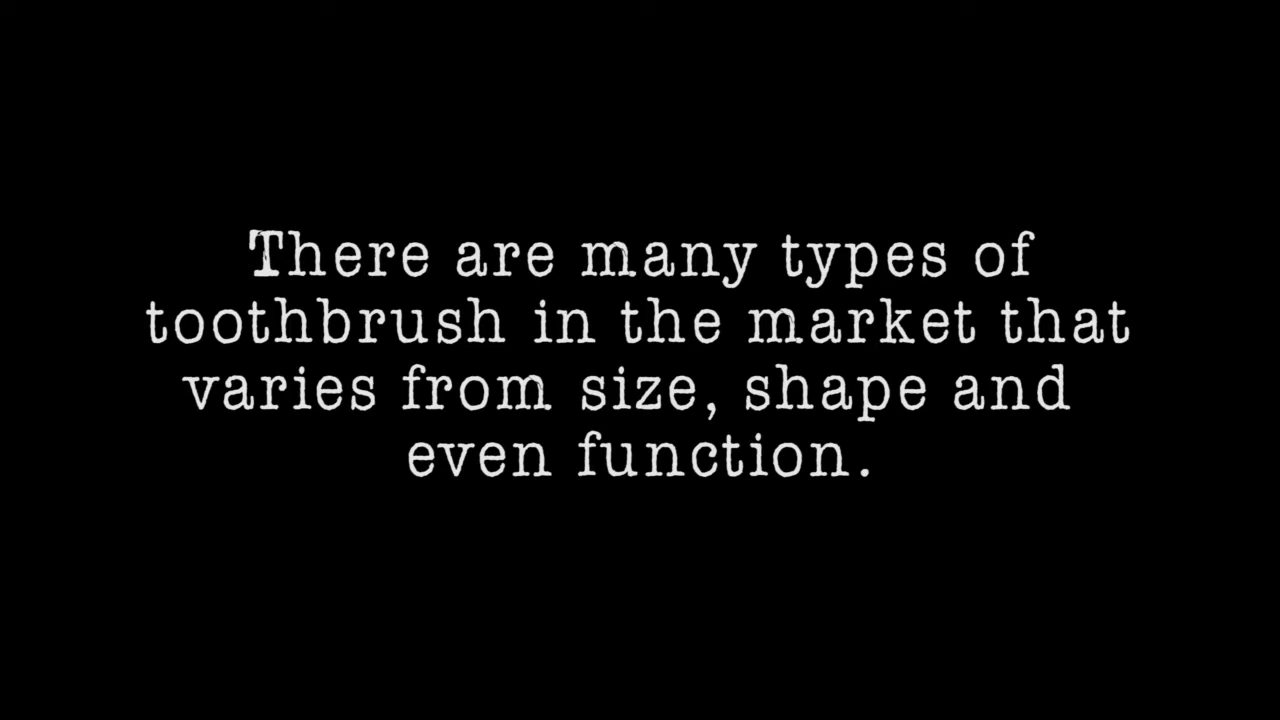 There are many types of
toothbrush in the market that
varies from size, shape and
even function.